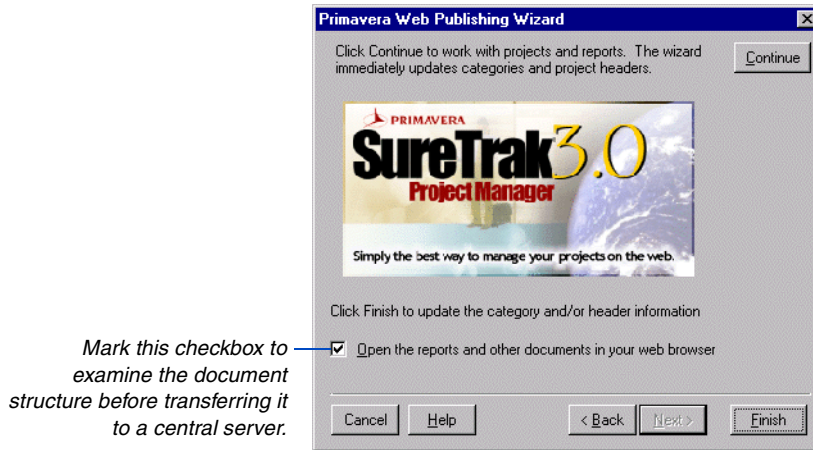 Primavera Web Publishing Wizard
Click Continue to work with projects and reports. The wizard
immediately updates categories and project headers.
Continue
PRIMAVERA
SureTrak 3.0
Project Manager
Simply the best way to manage your projects on the web.
Click Finish to update the category and/or header information
Mark this checkbox to
examine the document
structure before transferring it
to a central server.
Open the reports and other documents in your web browser
Cancel Help < Back Next > Finish